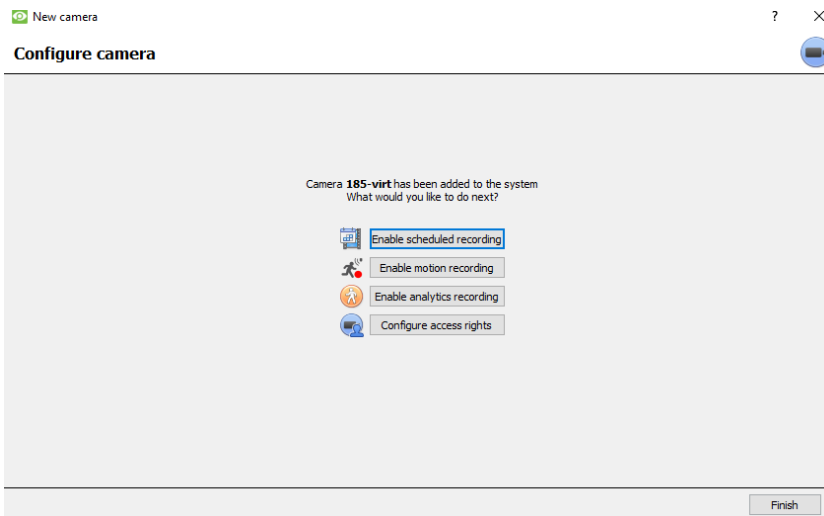 New camera
?
Configure camera
Camera 185-virt has been added to the system
What would you like to do next?
Enable scheduled recording
Enable motion recording
Enable analytics recording
Configure access rights
Finish